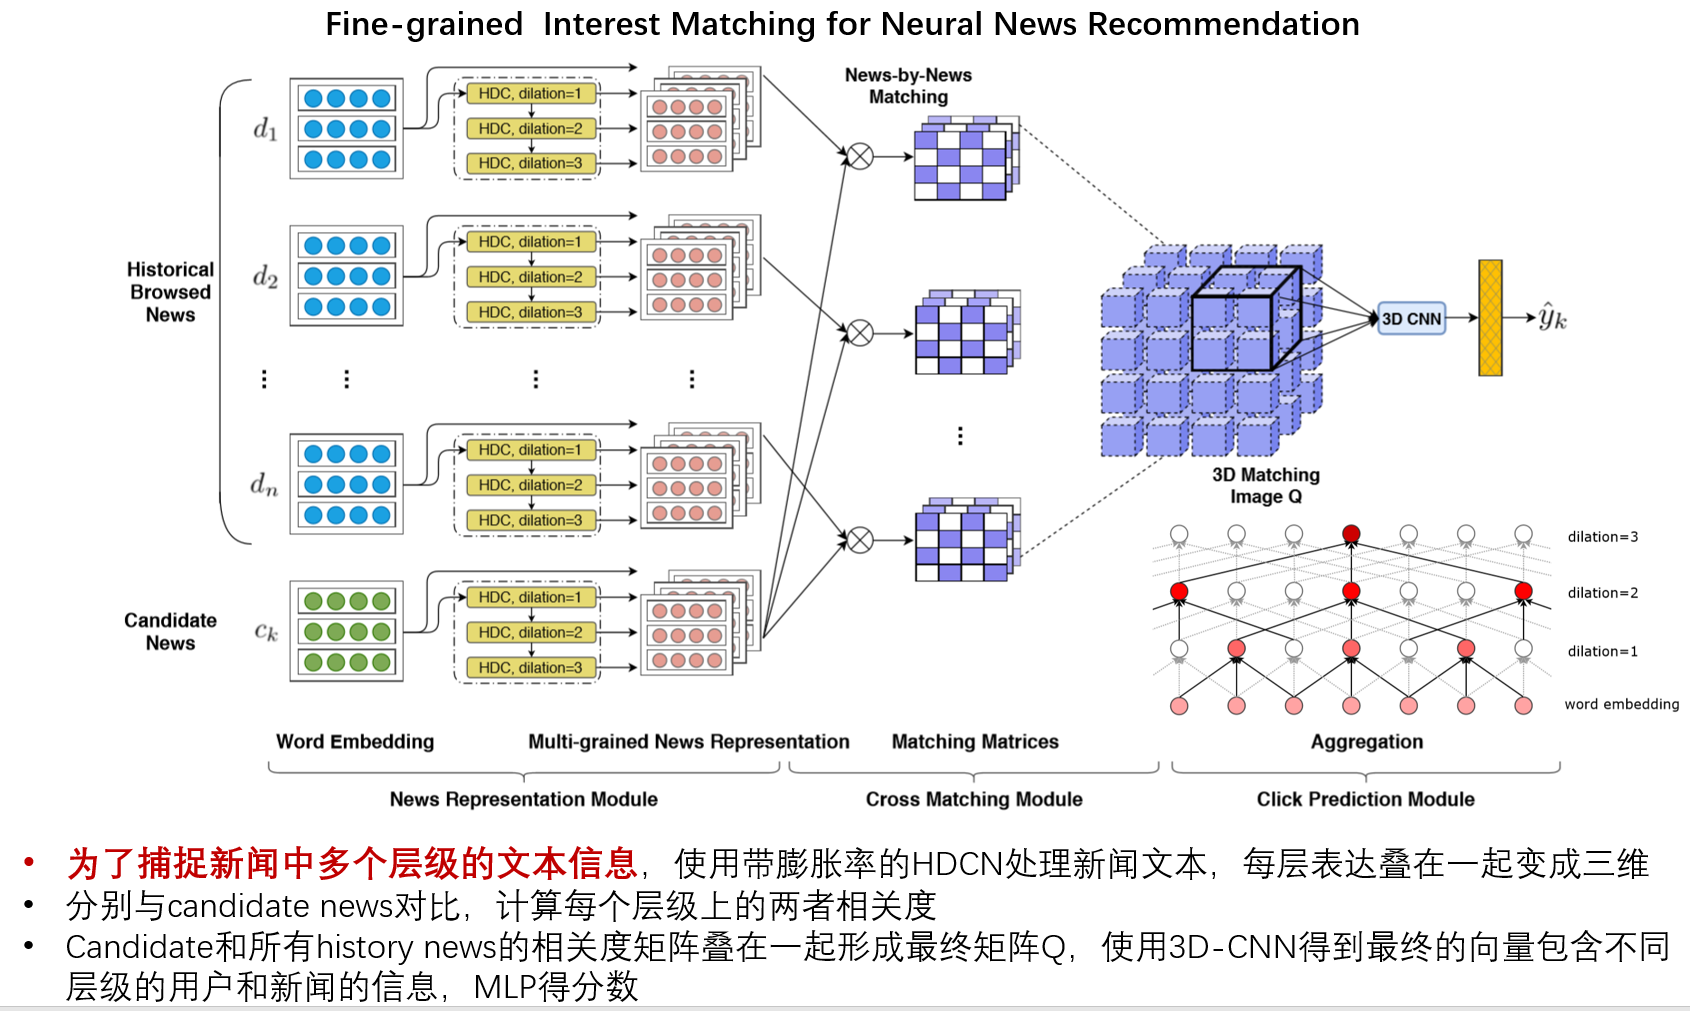 Fine-grained Interest Matching for Neural News Recommendation
Historical
Browsed
News
d1
HDC, dilation=1
HDC, dilation=2
HDC, dilation=3
d2
HDC, dilation=1
HDC, dilation=2
HDC, dilation=3
dn
HDC, dilation=1
HDC, dilation=2
HDC, dilation=3
Candidate
News
ck
HDC, dilation=1
HDC, dilation=2
HDC, dilation=3
News-by-News
Matching
3D CNN
ŷk
3D Matching
Image Q
dilation=3
dilation=2
dilation=1
word embedding
Word Embedding
Multi-grained News Representation
Matching Matrices
Aggregation
News Representation Module
Cross Matching Module
Click Prediction Module
• 为了捕捉新闻中多个层级的文本信息，使用带膨胀率的HDCN处理新闻文本，每层表达叠在一起变成三维
• 分别与candidate news对比，计算每个层级上的两者相关度
• Candidate和所有history news的相关度矩阵叠在一起形成最终矩阵Q，使用3D-CNN得到最终的向量包含不同
层级的用户和新闻的信息，MLP得分数